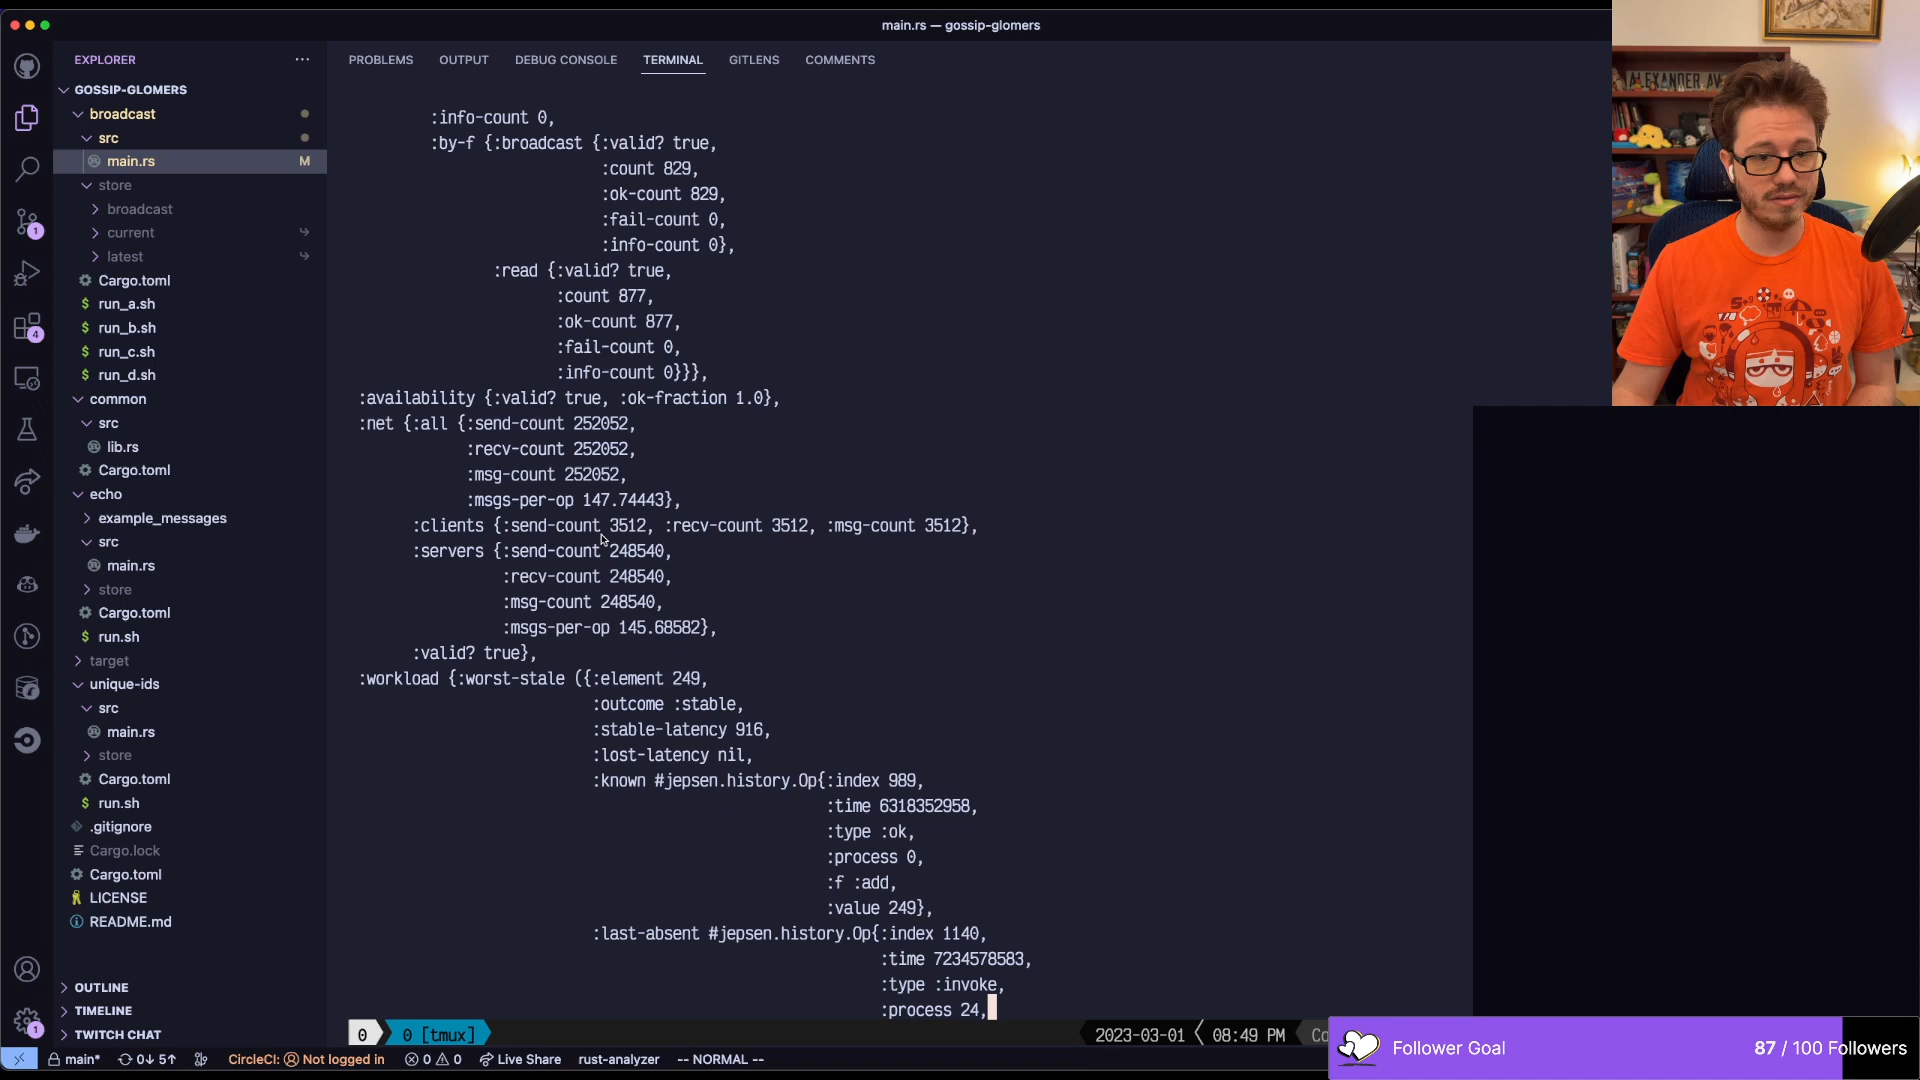 main.rs — gossip-glomers
EXPLORER
GOSSIP-GLOMERS
broadcast
src
main.rs M
store
broadcast
current
latest
Cargo.toml
$ run_a.sh
$ run_b.sh
$ run_c.sh
$ run_d.sh
common
src
lib.rs
Cargo.toml
echo
example_messages
src
main.rs
store
Cargo.toml
$ run.sh
target
unique-ids
src
main.rs
store
Cargo.toml
$ run.sh
.gitignore
Cargo.lock
Cargo.toml
LICENSE
README.md
OUTLINE
TIMELINE
TWITCH CHAT
1
4
1
PROBLEMS OUTPUT DEBUG CONSOLE TERMINAL GITLENS COMMENTS
:info-count 0,
:by-f {:broadcast {:valid? true,
:count 829,
:ok-count 829,
:fail-count 0,
:info-count 0},
:read {:valid? true,
:count 877,
:ok-count 877,
:fail-count 0,
:info-count 0}}},
:availability {:valid? true, :ok-fraction 1.0},
:net {:all {:send-count 252052,
:recv-count 252052,
:msg-count 252052,
:msgs-per-op 147.74443},
:clients {:send-count 3512, :recv-count 3512, :msg-count 3512},
:servers {:send-count 248540,
:recv-count 248540,
:msg-count 248540,
:msgs-per-op 145.68582},
:valid? true},
:workload {:worst-stale ({:element 249,
:outcome :stable,
:stable-latency 916,
:lost-latency nil,
:known #jepsen.history.Op{:index 989,
:time 6318352958,
:type :ok,
:process 0,
:f :add,
:value 249},
:last-absent #jepsen.history.Op{:index 1140,
:time 7234578583,
:type :invoke,
:process 24,
0 0 [tmux] 2023-03-01 08:49 PM Co
main* 0↓ 5↑ CircleCI: Not logged in 0 0 Live Share rust-analyzer -- NORMAL --
ALEXANDER AV
Follower Goal 87 / 100 Followers